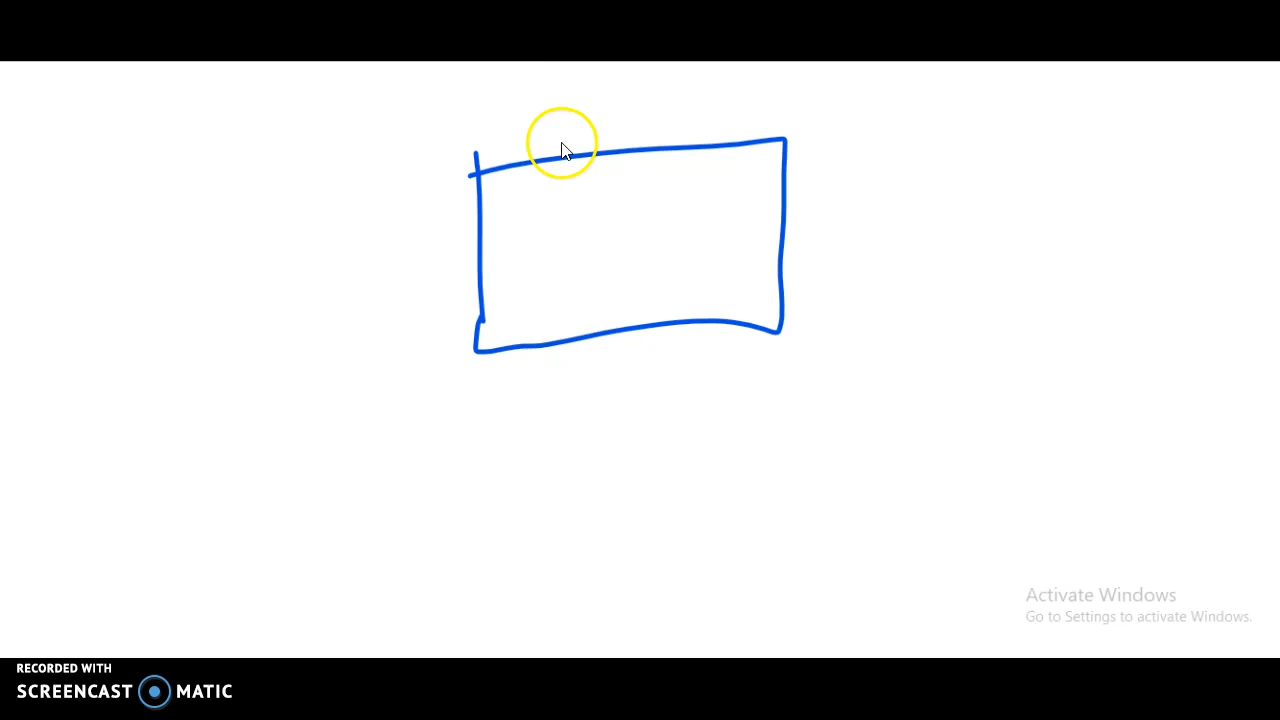 Activate Windows
Go to Settings to activate Windows.
RECORDED WITH
SCREENCAST MATIC